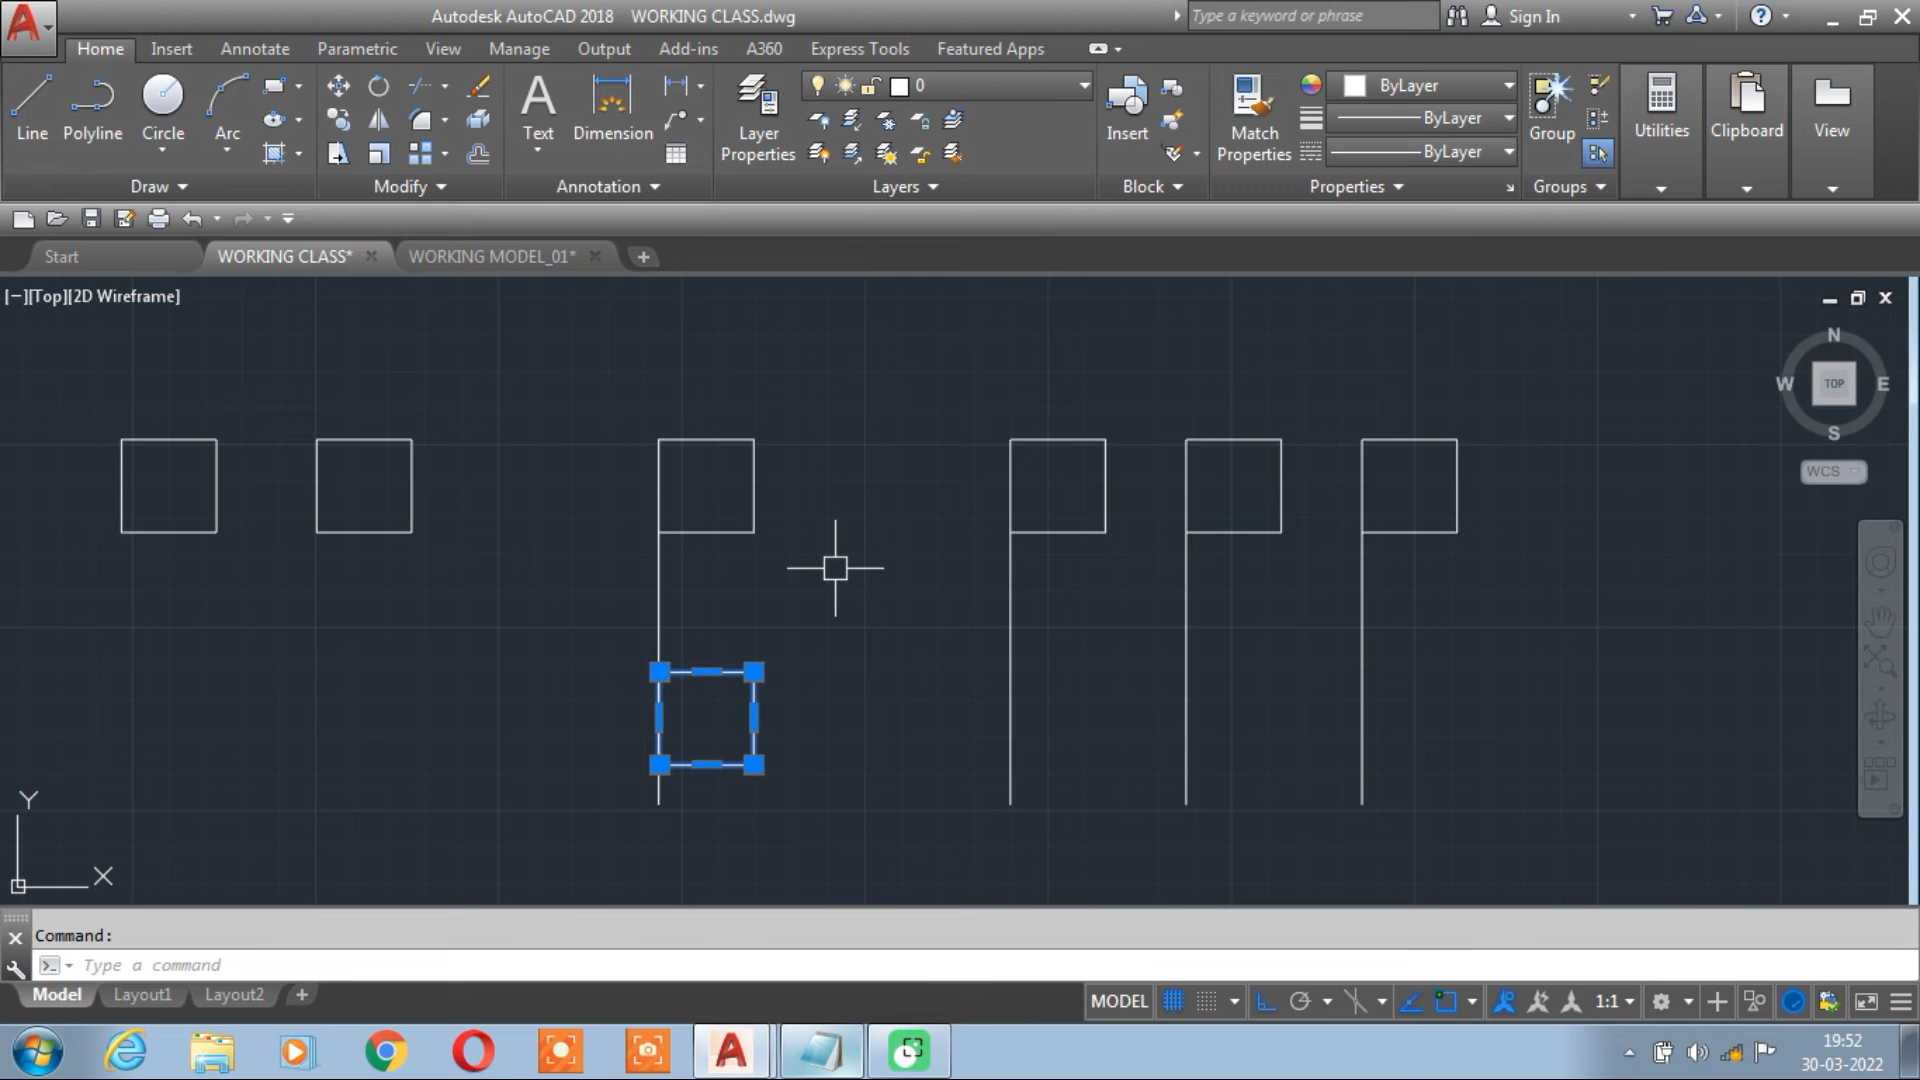 Autodesk AutoCAD 2018 WORKING CLASS.dwg
Type a keyword or phrase
Sign In
Home Insert Annotate Parametric View Manage Output Add-ins A360 Express Tools Featured Apps
Line Polyline Circle Arc
Text Dimension
Layer Properties
0
Insert
Match Properties
ByLayer
ByLayer
ByLayer
Group
Utilities
Clipboard
View
Draw Modify Annotation Layers Block Properties Groups
Start WORKING CLASS* WORKING MODEL_01*
[−][Top][2D Wireframe]
N
W TOP E
S
WCS
Y
X
Command:
Type a command
Model Layout1 Layout2
MODEL 1:1
19:52
30-03-2022